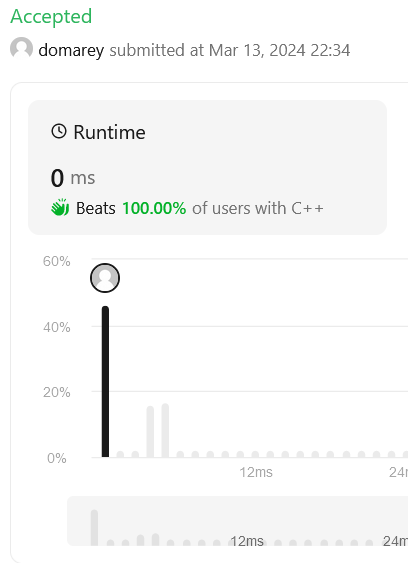 Accepted
domarey submitted at Mar 13, 2024 22:34
Runtime
0 ms
Beats 100.00% of users with C++
60%
40%
20%
0%
12ms 24m
12ms 24m